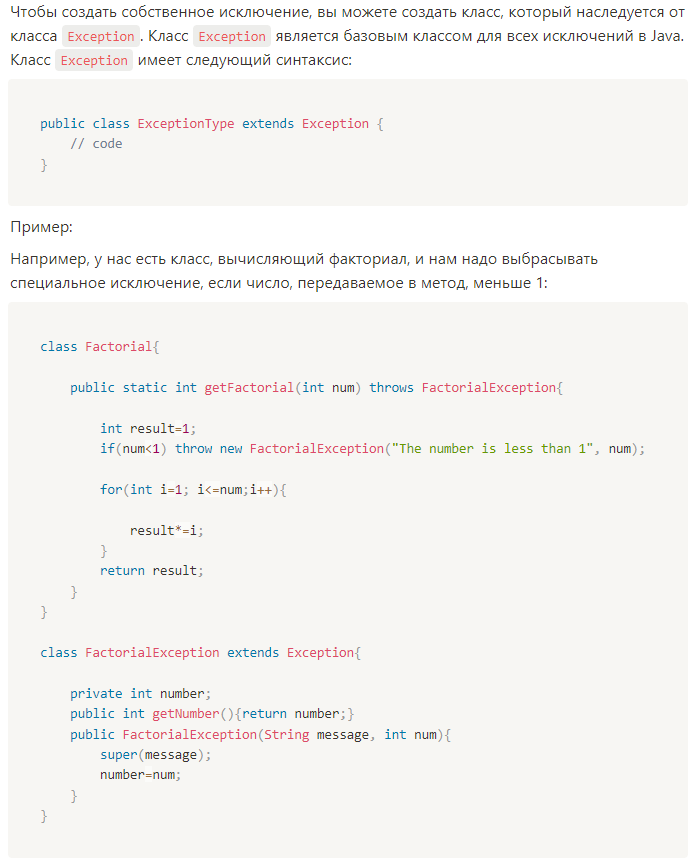 Чтобы создать собственное исключение, вы можете создать класс, который наследуется от
класса Exception . Класс Exception является базовым классом для всех исключений в Java.
Класс Exception имеет следующий синтаксис:
public class ExceptionType extends Exception {
    // code
}
Пример:
Например, у нас есть класс, вычисляющий факториал, и нам надо выбрасывать
специальное исключение, если число, передаваемое в метод, меньше 1:
class Factorial{
    public static int getFactorial(int num) throws FactorialException{
        int result=1;
        if(num<1) throw new FactorialException("The number is less than 1", num);
        for(int i=1; i<=num;i++){
            result*=i;
        }
        return result;
    }
}
class FactorialException extends Exception{
    private int number;
    public int getNumber(){return number;}
    public FactorialException(String message, int num){
        super(message);
        number=num;
    }
}